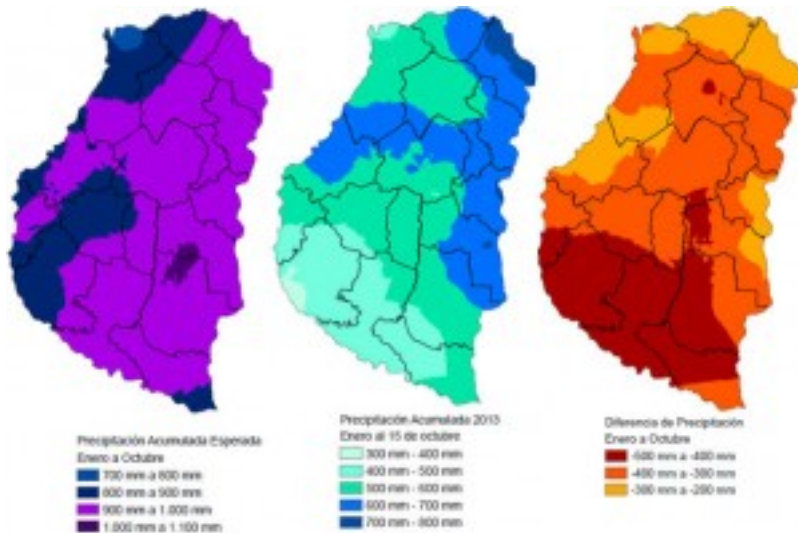 Precipitación Acumulada Esperada
Enero a Octubre
700 mm a 800 mm
800 mm a 900 mm
900 mm a 1.000 mm
1.000 mm a 1.100 mm
Precipitación Acumulada 2013
Enero al 15 de octubre
300 mm - 400 mm
400 mm - 500 mm
500 mm - 600 mm
600 mm - 700 mm
700 mm - 800 mm
Diferencia de Precipitación
Enero a Octubre
-500 mm a -400 mm
-400 mm a -300 mm
-300 mm a -200 mm